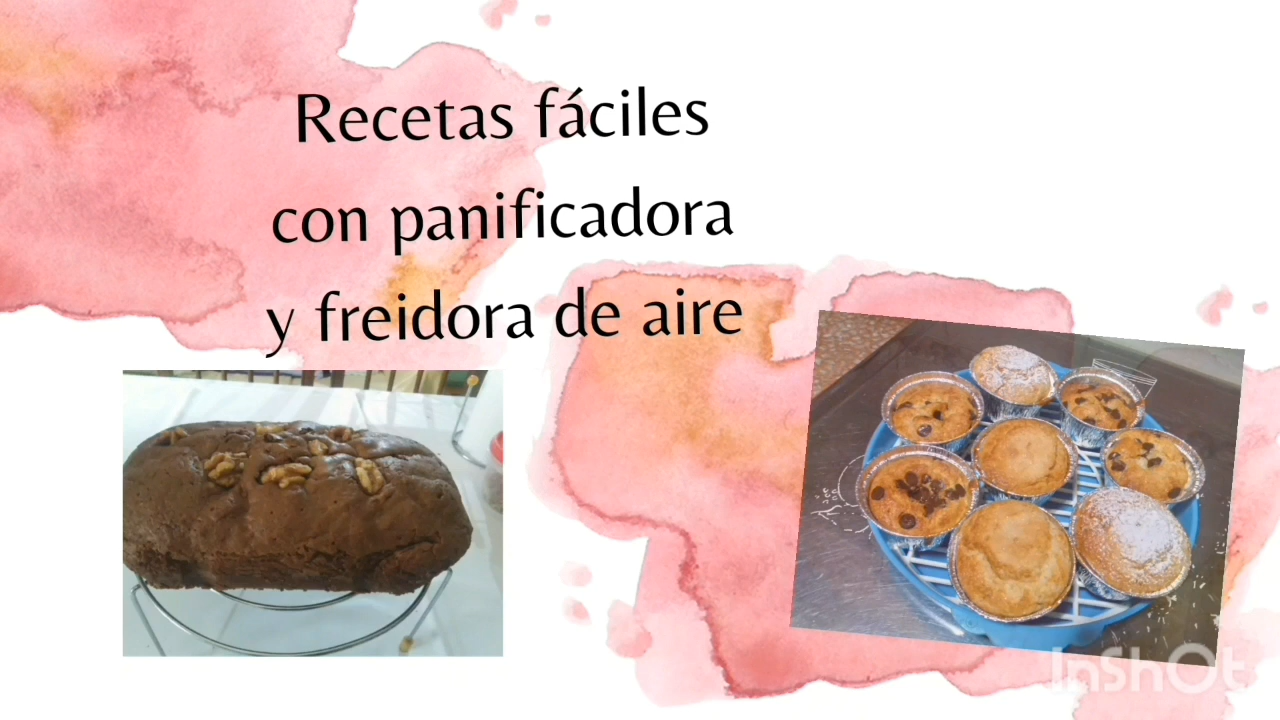 Recetas fáciles
con panificadora
y freidora de aire
InShOt